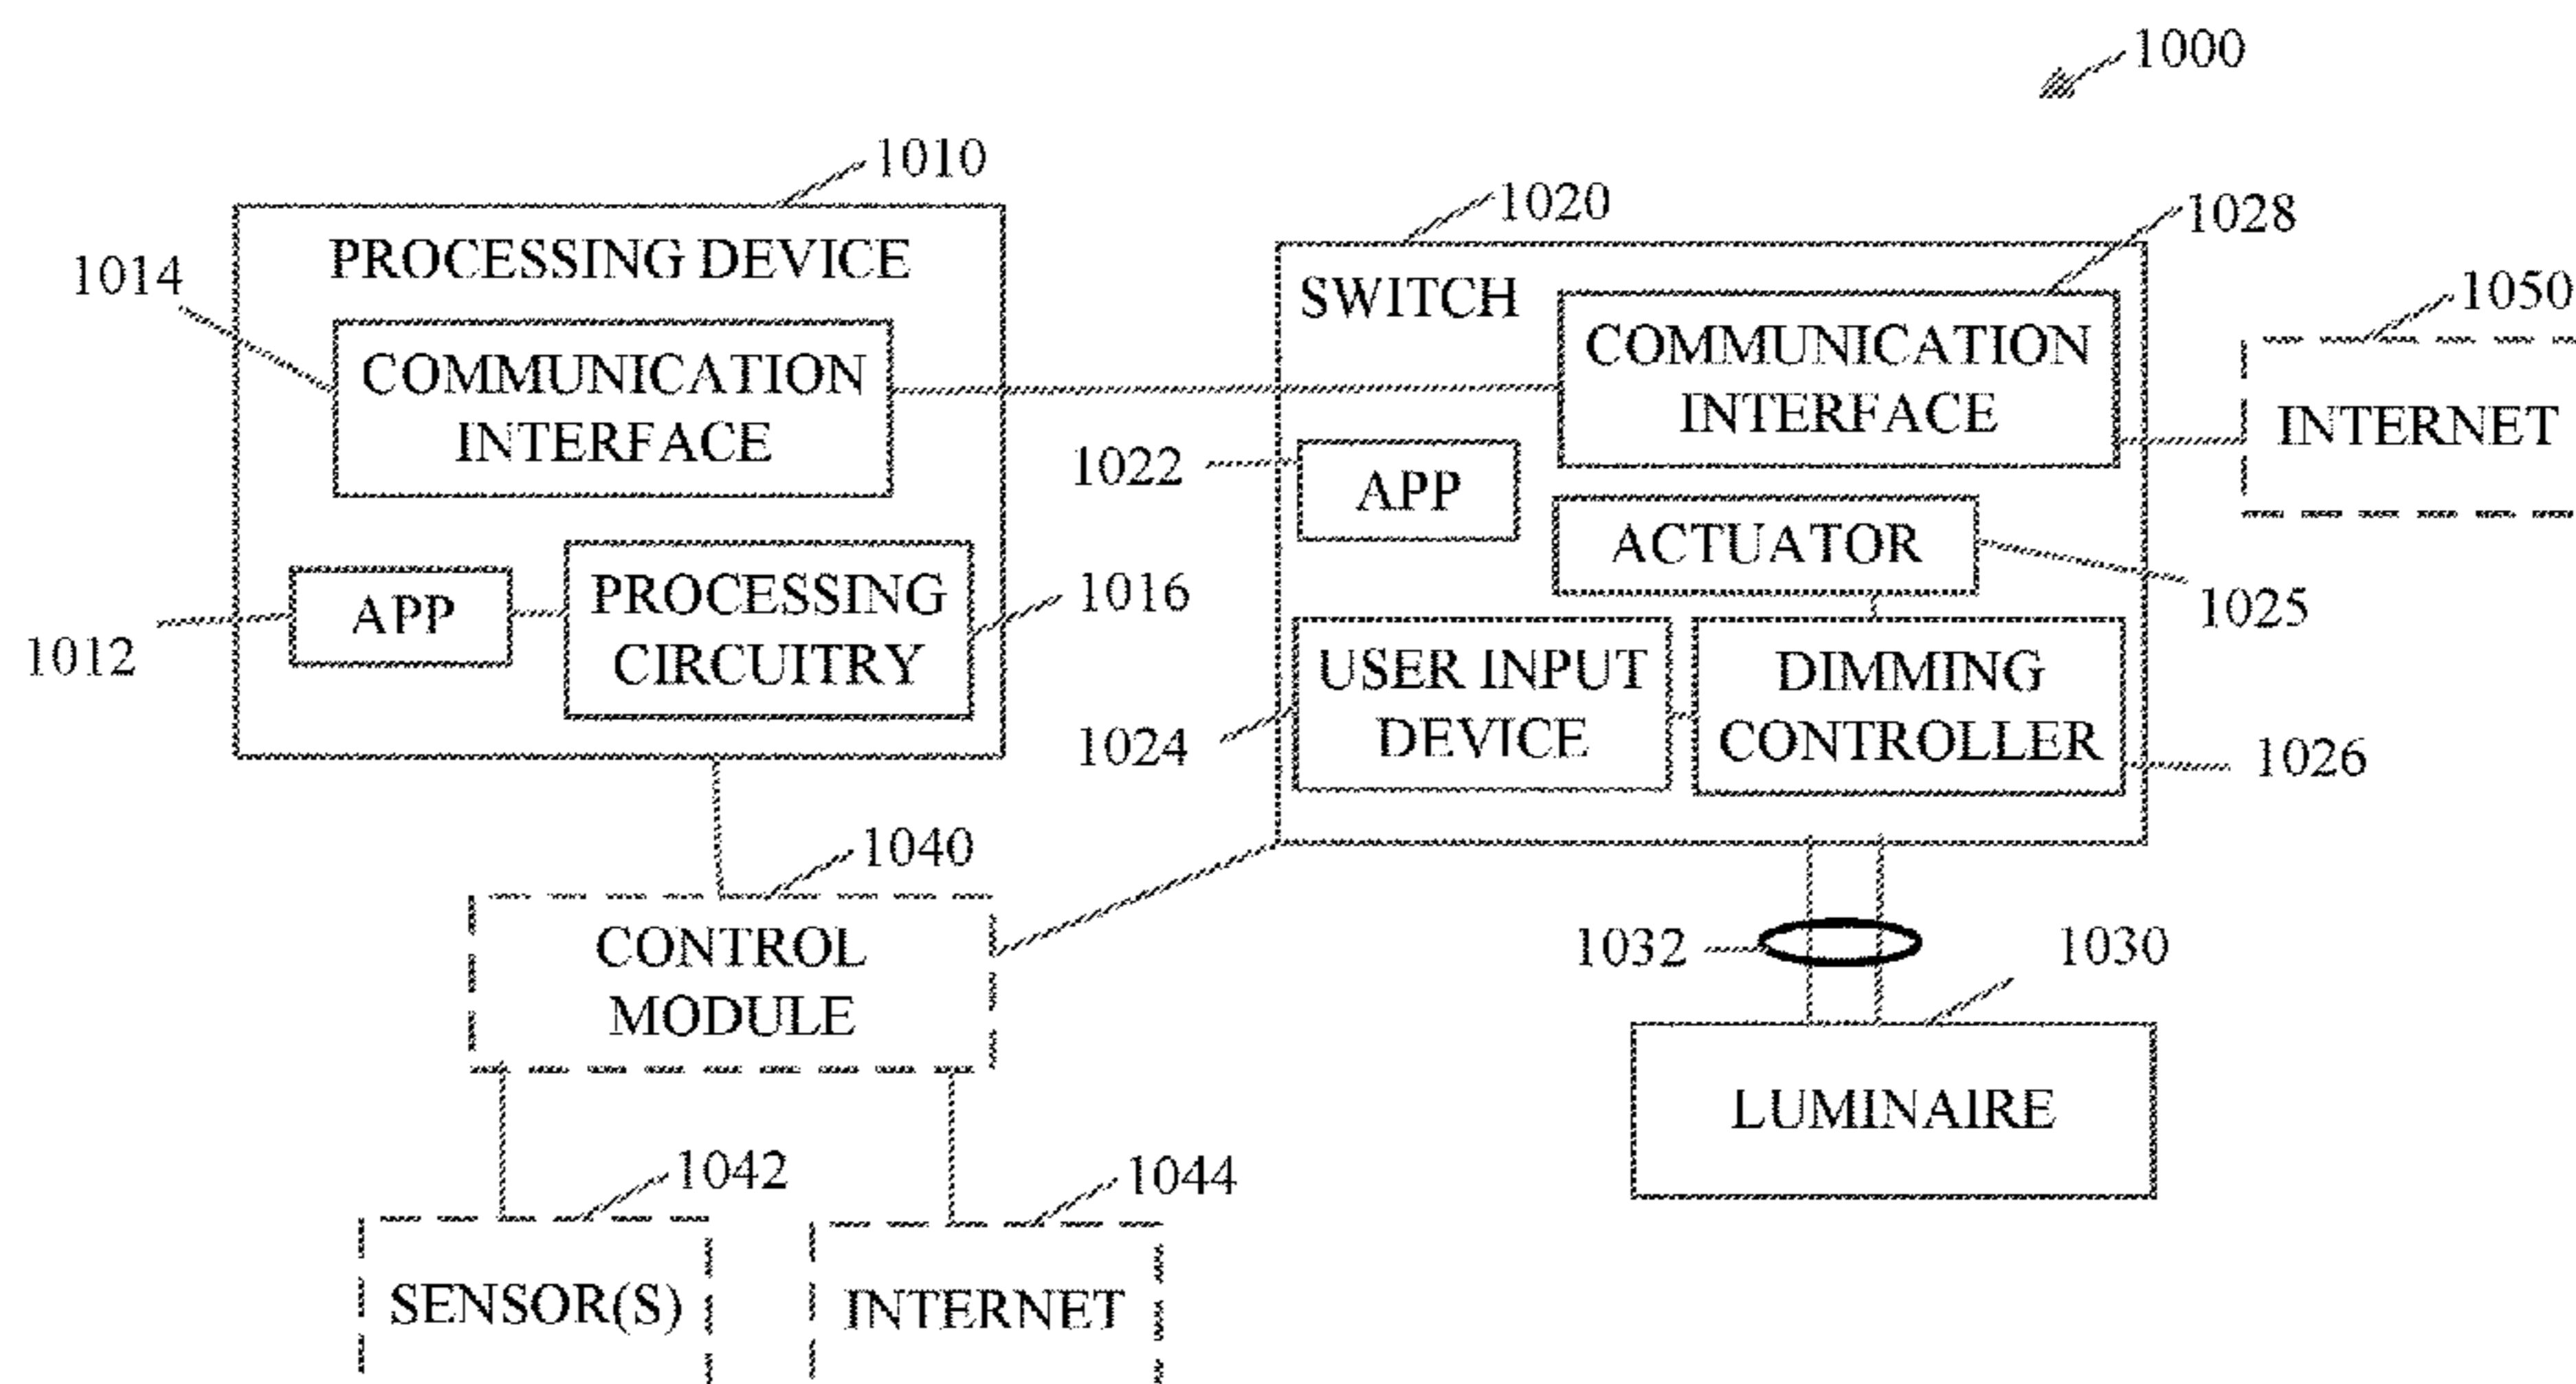 1000
1010
1020
1028
PROCESSING DEVICE
1014
SWITCH
1050
COMMUNICATION
INTERFACE
COMMUNICATION
INTERFACE
INTERNET
1022
APP
ACTUATOR
1025
APP
1012
PROCESSING
CIRCUITRY
1016
USER INPUT
DEVICE
1024
DIMMING
CONTROLLER
1026
1040
CONTROL
MODULE
1032
1030
LUMINAIRE
1042
1044
SENSOR(S)
INTERNET